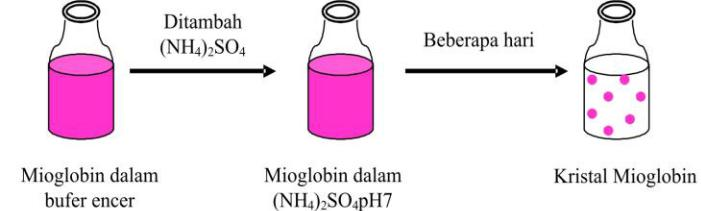 Ditambah
(NH₄)₂SO₄
Beberapa hari
Mioglobin dalam
bufer encer
Mioglobin dalam
(NH₄)₂SO₄pH7
Kristal Mioglobin